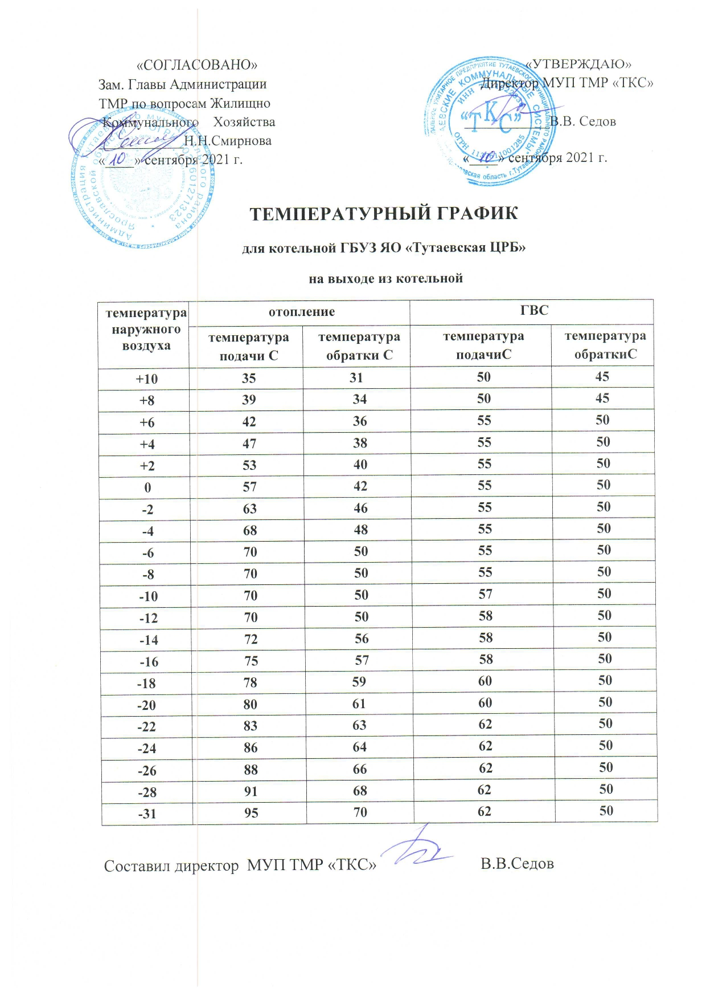 «СОГЛАСОВАНО»
Зам. Главы Администрации
ТМР по вопросам Жилищно
Коммунального Хозяйства
Н.Н.Смирнова
«10» сентября 2021 г.
«УТВЕРЖДАЮ»
Директор МУП ТМР «ТКС»
В.В. Седов
«10» сентября 2021 г.
"ТКС"
ТЕМПЕРАТУРНЫЙ ГРАФИК
для котельной ГБУЗ ЯО «Тутаевская ЦРБ»
на выходе из котельной
температура наружного воздуха отопление ГВС
температура подачи С температура обратки С температура подачиС температура обраткиС
+10 35 31 50 45
+8 39 34 50 45
+6 42 36 55 50
+4 47 38 55 50
+2 53 40 55 50
0 57 42 55 50
-2 63 46 55 50
-4 68 48 55 50
-6 70 50 55 50
-8 70 50 55 50
-10 70 50 57 50
-12 70 50 58 50
-14 72 56 58 50
-16 75 57 58 50
-18 78 59 60 50
-20 80 61 60 50
-22 83 63 62 50
-24 86 64 62 50
-26 88 66 62 50
-28 91 68 62 50
-31 95 70 62 50
Составил директор МУП ТМР «ТКС» В.В.Седов